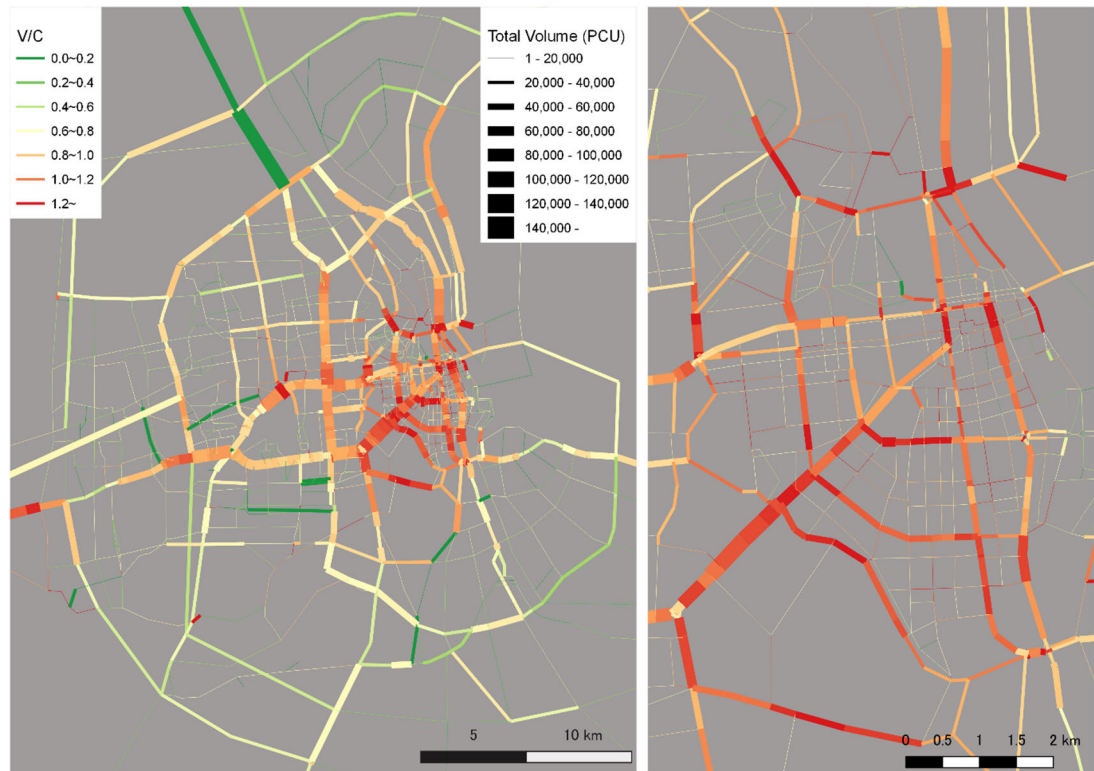 V/C
0.0~0.2
0.2~0.4
0.4~0.6
0.6~0.8
0.8~1.0
1.0~1.2
1.2~
Total Volume (PCU)
1 - 20,000
20,000 - 40,000
40,000 - 60,000
60,000 - 80,000
80,000 - 100,000
100,000 - 120,000
120,000 - 140,000
140,000 -
5 10 km
0 0.5 1 1.5 2 km